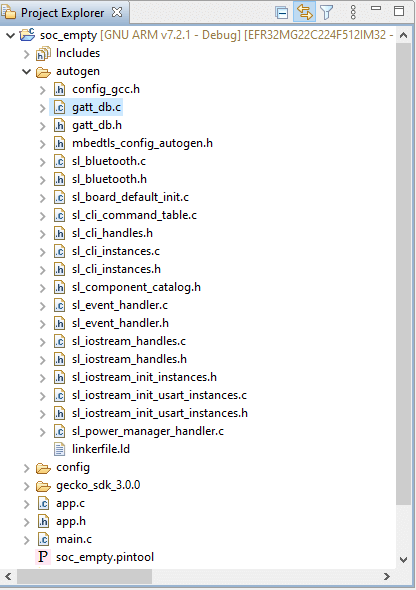 Project Explorer
soc_empty [GNU ARM v7.2.1 - Debug] [EFR32MG22C224F512IM32 -
Includes
autogen
config_gcc.h
gatt_db.c
gatt_db.h
mbedtls_config_autogen.h
sl_bluetooth.c
sl_bluetooth.h
sl_board_default_init.c
sl_cli_command_table.c
sl_cli_handles.h
sl_cli_instances.c
sl_cli_instances.h
sl_component_catalog.h
sl_event_handler.c
sl_event_handler.h
sl_iostream_handles.c
sl_iostream_handles.h
sl_iostream_init_instances.h
sl_iostream_init_usart_instances.c
sl_iostream_init_usart_instances.h
sl_power_manager_handler.c
linkerfile.ld
config
gecko_sdk_3.0.0
app.c
app.h
main.c
soc_empty.pintool